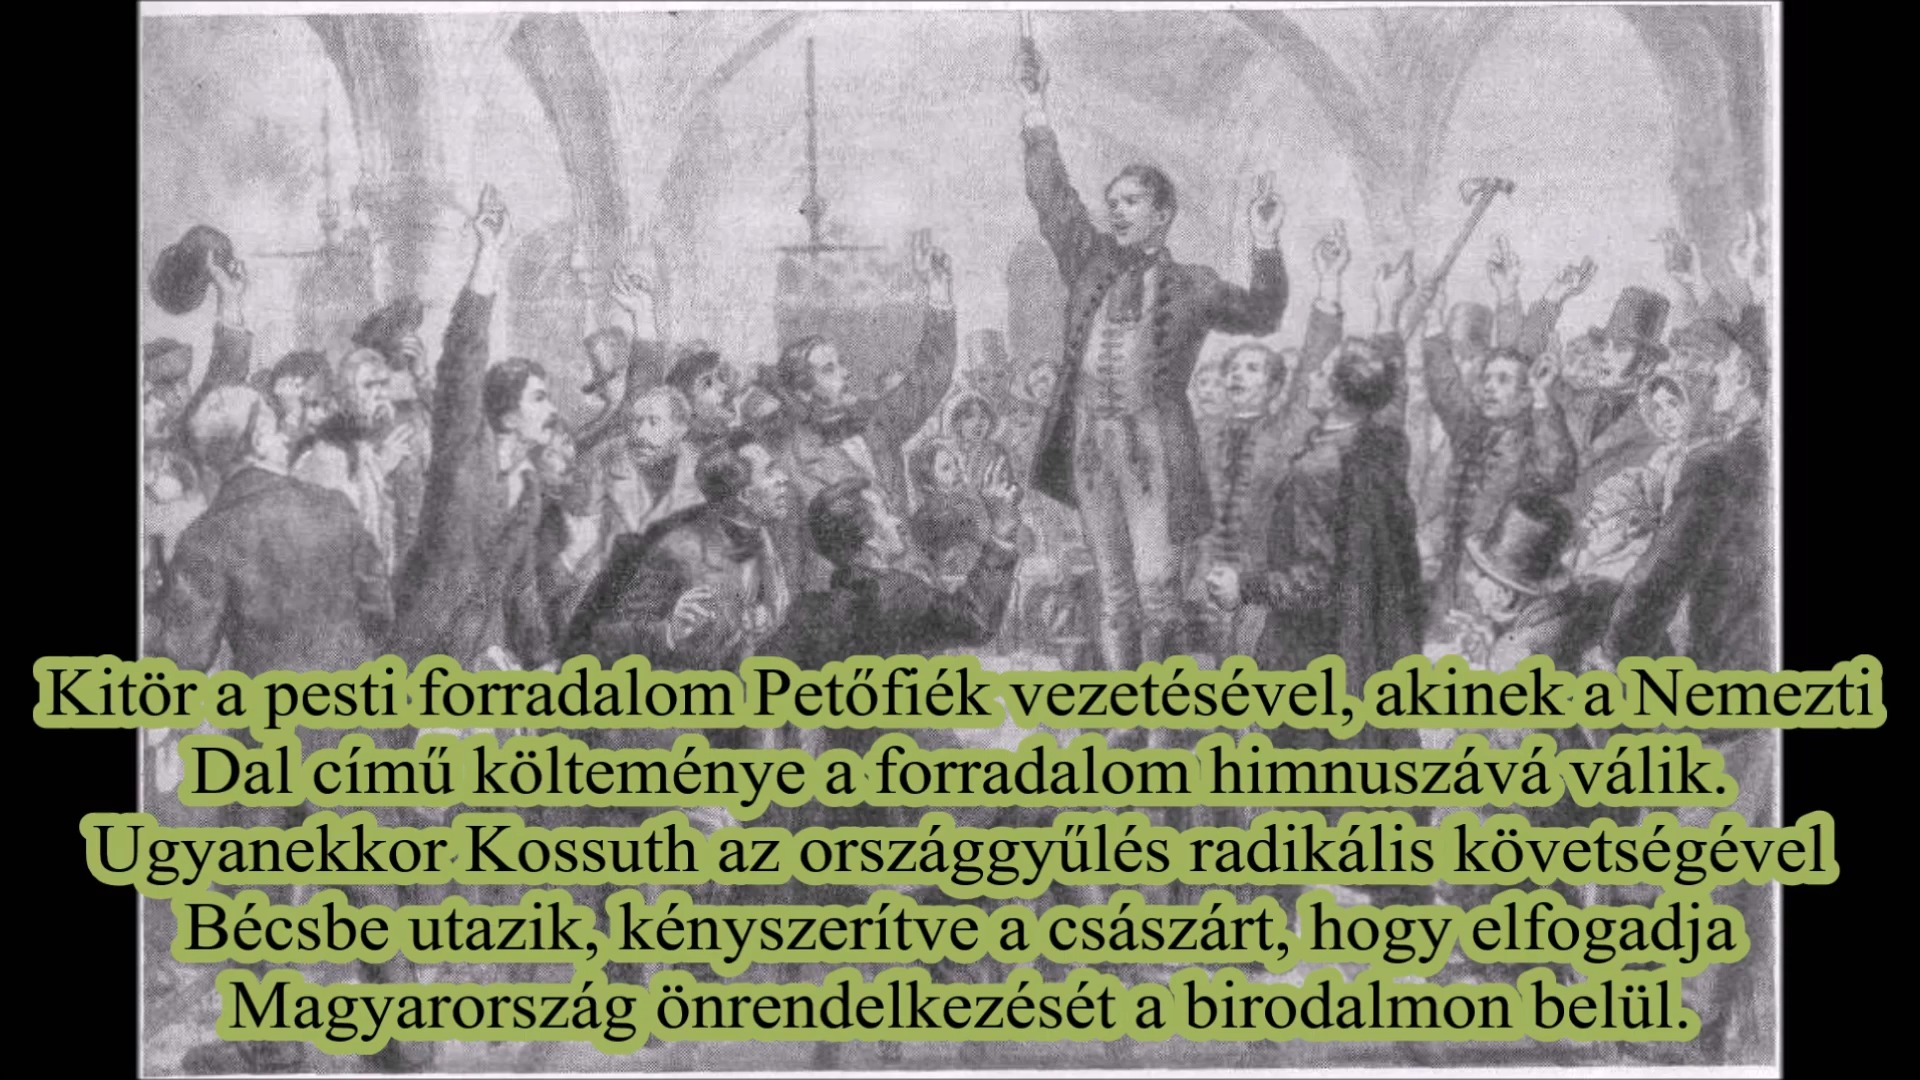 Kitör a pesti forradalom Petőfiék vezetésével, akinek a Nemezti
Dal című költeménye a forradalom himnuszává válik.
Ugyanekkor Kossuth az országgyűlés radikális követségével
Bécsbe utazik, kényszerítve a császárt, hogy elfogadja
Magyarország önrendelkezését a birodalmon belül.